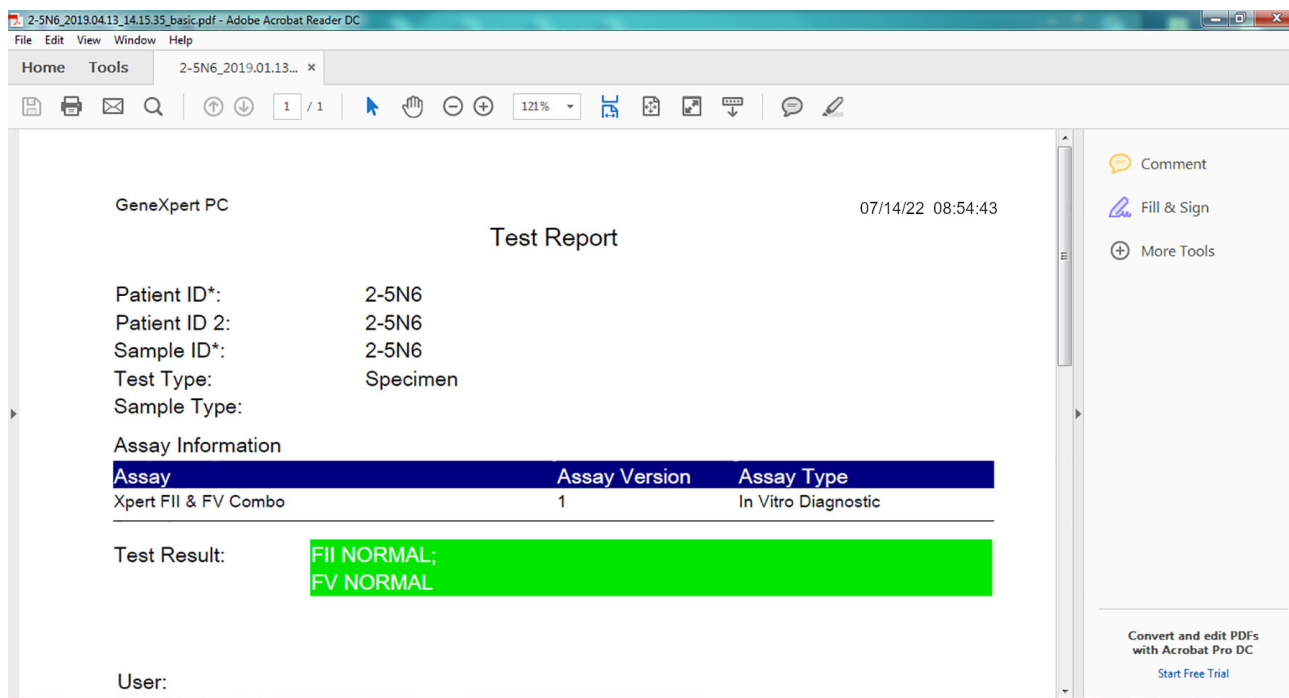 2-5N6_2019.04.13_14.15.35_basic.pdf - Adobe Acrobat Reader DC
File Edit View Window Help
Home Tools 2-5N6_2019.01.13... ×
1 / 1 121%
Comment
Fill & Sign
More Tools
GeneXpert PC 07/14/22 08:54:43
Test Report
Patient ID*: 2-5N6
Patient ID 2: 2-5N6
Sample ID*: 2-5N6
Test Type: Specimen
Sample Type:
Assay Information
Assay Assay Version Assay Type
Xpert FII & FV Combo 1 In Vitro Diagnostic
Test Result: FII NORMAL;
FV NORMAL
User:
Convert and edit PDFs
with Acrobat Pro DC
Start Free Trial